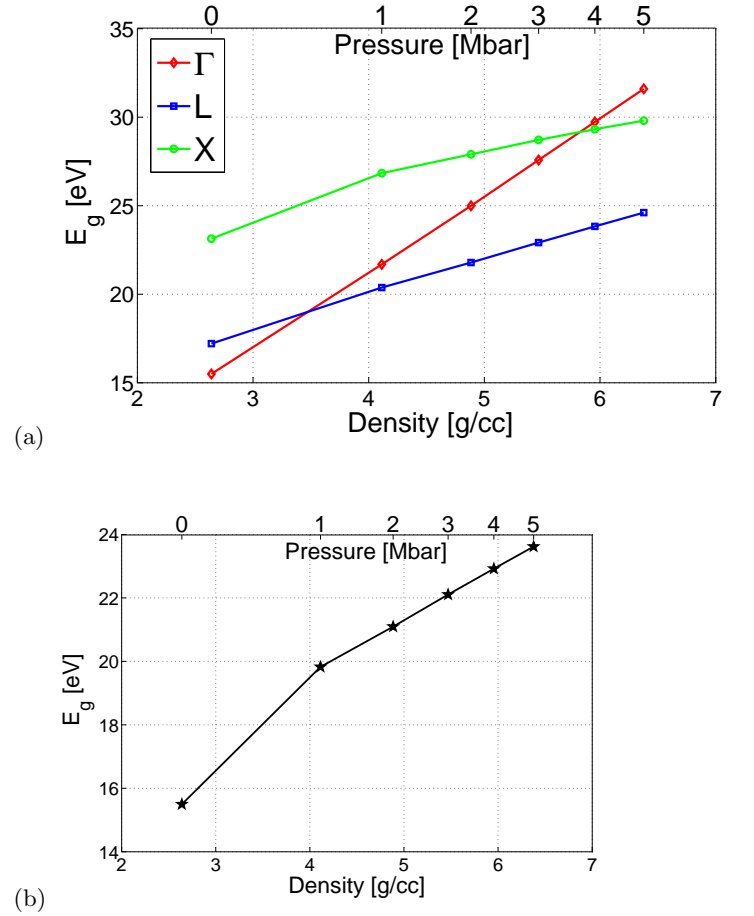 0 1 2 3 4 5
Pressure [Mbar]
35
30
25
20
15
E_g [eV]
Γ
L
X
2 3 4 5 6 7
Density [g/cc]
(a)
0 1 2 3 4 5
Pressure [Mbar]
24
22
20
18
16
14
E_g [eV]
2 3 4 5 6 7
Density [g/cc]
(b)